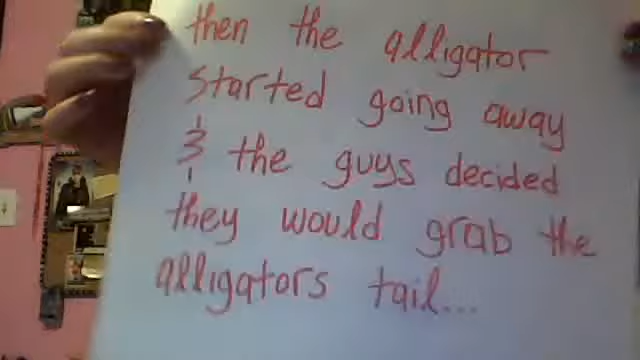 then the alligator
started going away
& the guys decided
they would grab the
alligators tail...